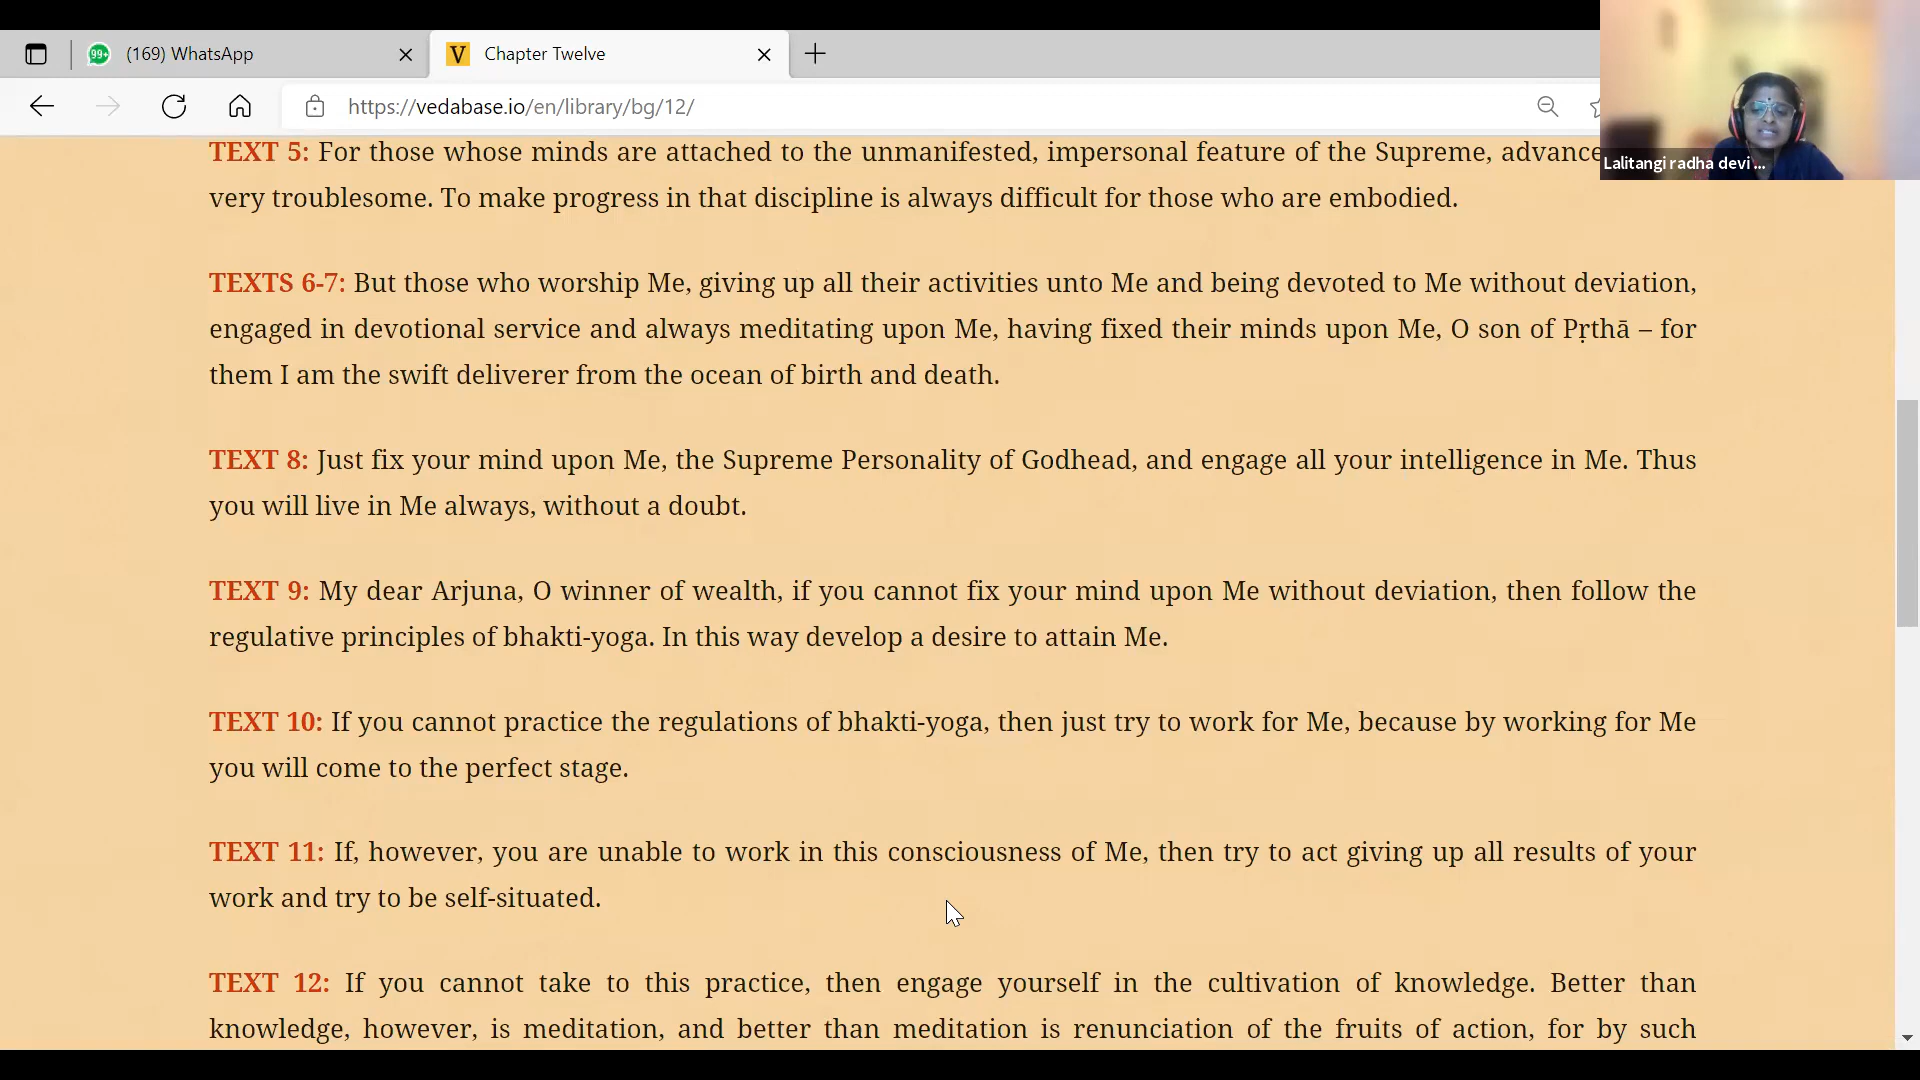 99+ (169) WhatsApp
V Chapter Twelve
https://vedabase.io/en/library/bg/12/
Lalitangi radha devi ...
TEXT 5: For those whose minds are attached to the unmanifested, impersonal feature of the Supreme, advance
very troublesome. To make progress in that discipline is always difficult for those who are embodied.
TEXTS 6-7: But those who worship Me, giving up all their activities unto Me and being devoted to Me without deviation,
engaged in devotional service and always meditating upon Me, having fixed their minds upon Me, O son of Pṛthā – for
them I am the swift deliverer from the ocean of birth and death.
TEXT 8: Just fix your mind upon Me, the Supreme Personality of Godhead, and engage all your intelligence in Me. Thus
you will live in Me always, without a doubt.
TEXT 9: My dear Arjuna, O winner of wealth, if you cannot fix your mind upon Me without deviation, then follow the
regulative principles of bhakti-yoga. In this way develop a desire to attain Me.
TEXT 10: If you cannot practice the regulations of bhakti-yoga, then just try to work for Me, because by working for Me
you will come to the perfect stage.
TEXT 11: If, however, you are unable to work in this consciousness of Me, then try to act giving up all results of your
work and try to be self-situated.
TEXT 12: If you cannot take to this practice, then engage yourself in the cultivation of knowledge. Better than
knowledge, however, is meditation, and better than meditation is renunciation of the fruits of action, for by such